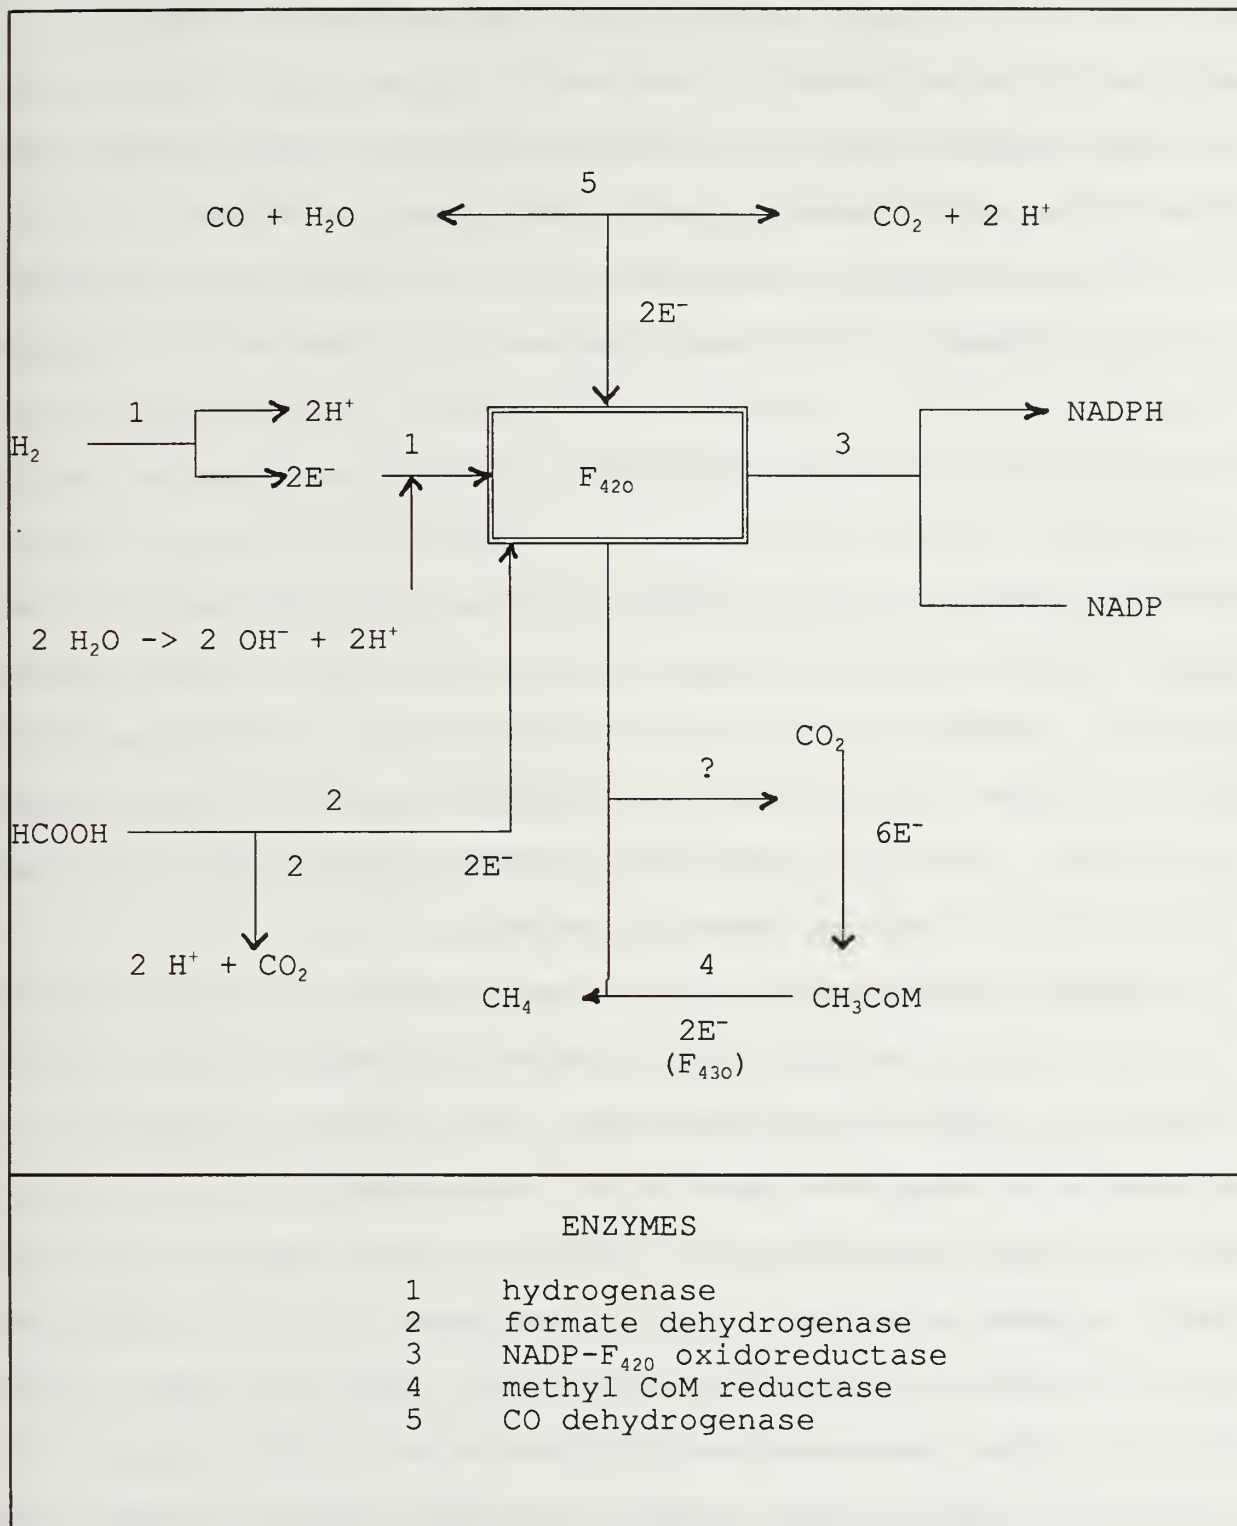 5
CO + H₂O CO₂ + 2 H⁺
2E⁻
1 2H⁺ 1 3 NADPH
H₂
2E⁻ F₄₂₀
NADP
2 H₂O -> 2 OH⁻ + 2H⁺
CO₂
?
2
HCOOH 6E⁻
2 2E⁻
2 H⁺ + CO₂ 4
CH₄ CH₃CoM
2E⁻
(F₄₃₀)
ENZYMES
1 hydrogenase
2 formate dehydrogenase
3 NADP-F₄₂₀ oxidoreductase
4 methyl CoM reductase
5 CO dehydrogenase